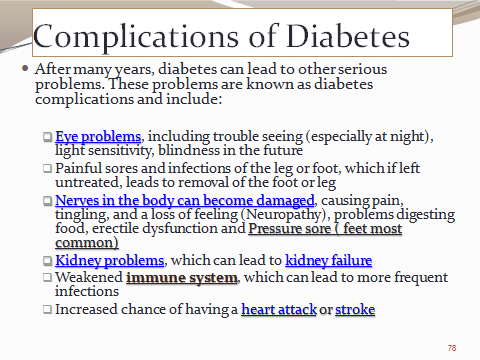 Complications of Diabetes
After many years, diabetes can lead to other serious
problems. These problems are known as diabetes
complications and include:
Eye problems, including trouble seeing (especially at night),
light sensitivity, blindness in the future
Painful sores and infections of the leg or foot, which if left
untreated, leads to removal of the foot or leg
Nerves in the body can become damaged, causing pain,
tingling, and a loss of feeling (Neuropathy), problems digesting
food, erectile dysfunction and Pressure sore ( feet most
common)
Kidney problems, which can lead to kidney failure
Weakened immune system, which can lead to more frequent
infections
Increased chance of having a heart attack or stroke
78